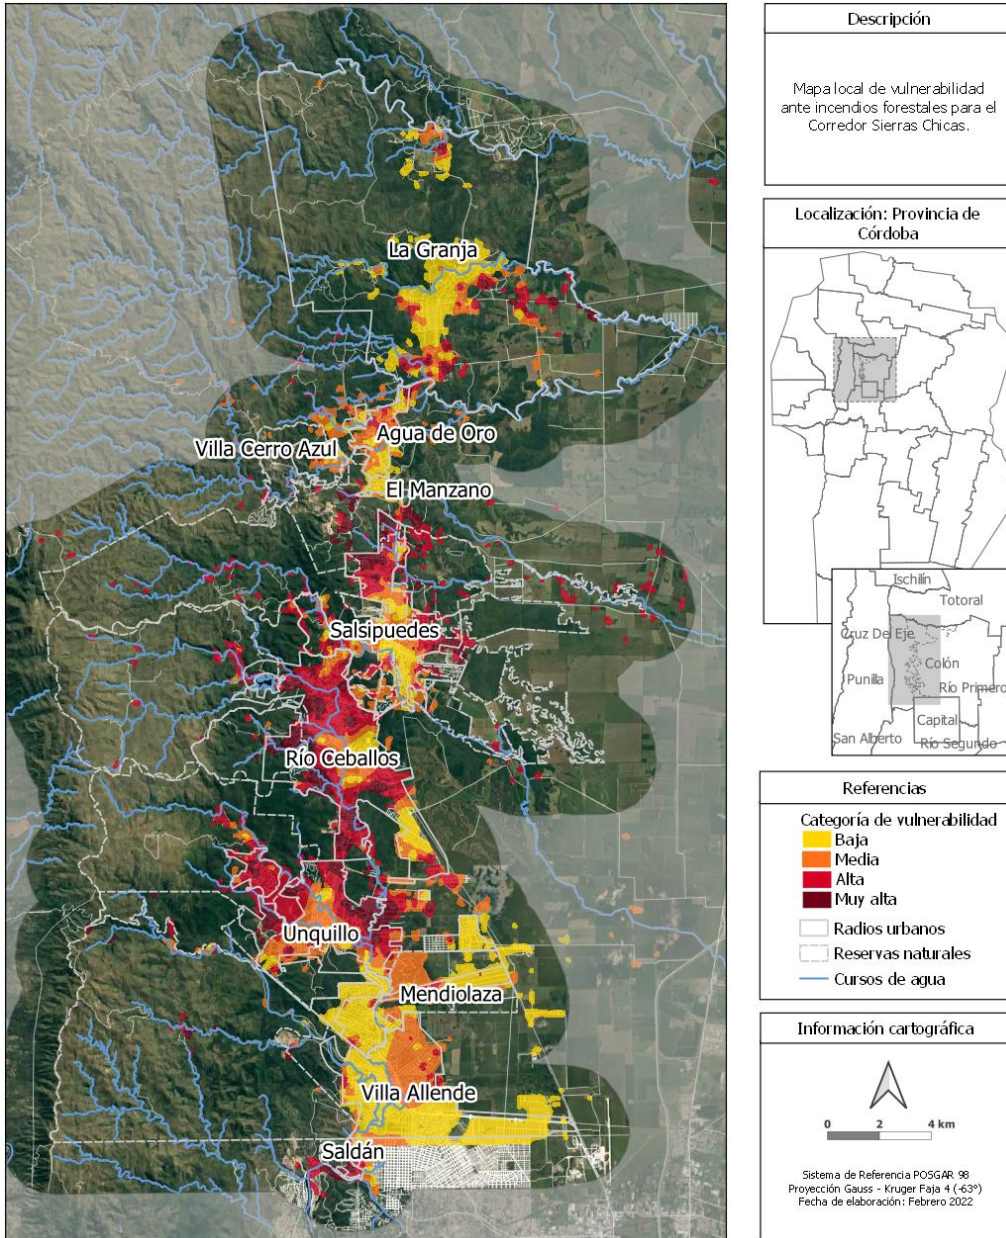 La Granja
Agua de Oro
Villa Cerro Azul
El Manzano
Salsipuedes
Río Ceballos
Unquillo
Mendiolaza
Villa Allende
Saldán
Descripción
Mapa local de vulnerabilidad
ante incendios forestales para el
Corredor Sierras Chicas.
Localización: Provincia de
Córdoba
Ischilín
Totoral
Cruz Del Eje
Colón
Punilla
Río Primero
Capital
San Alberto
Río Segundo
Referencias
Categoría de vulnerabilidad
Baja
Media
Alta
Muy alta
Radios urbanos
Reservas naturales
Cursos de agua
Información cartográfica
0 2 4 km
Sistema de Referencia POSGAR 98
Proyección Gauss - Kruger Faja 4 (-63°)
Fecha de elaboración: Febrero 2022